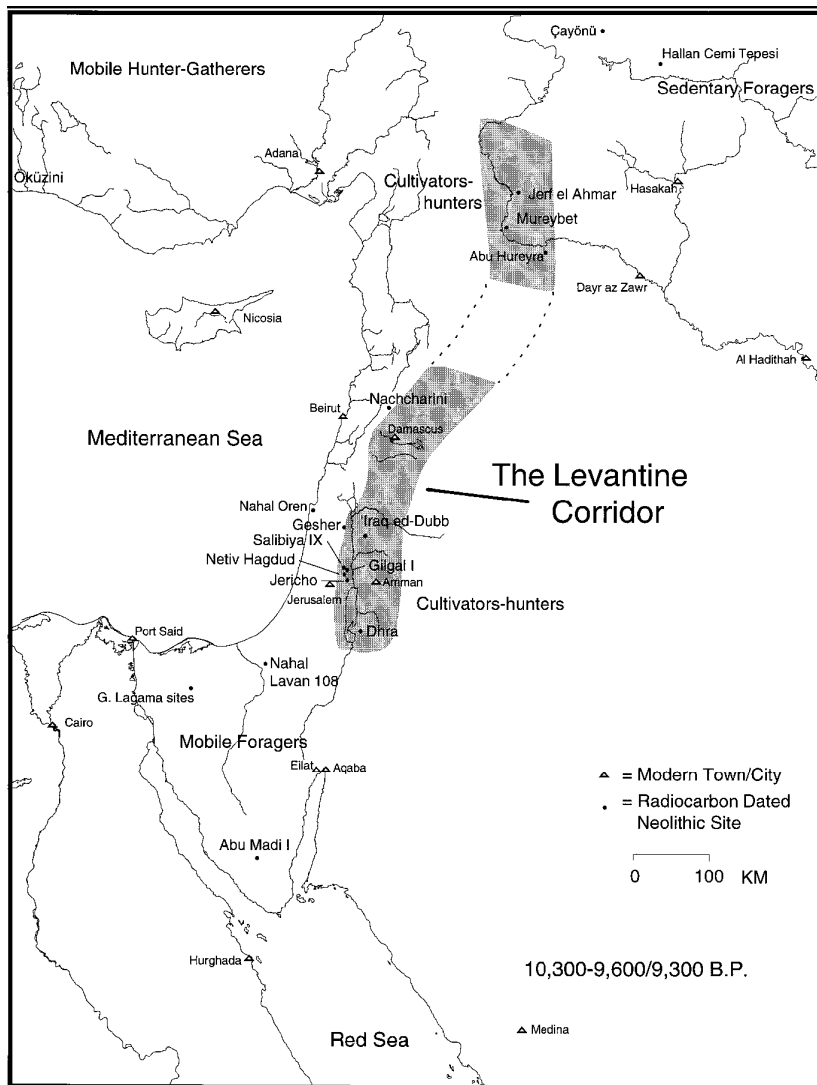 Çayönü
Hallan Cemi Tepesi
Mobile Hunter-Gatherers
Sedentary Foragers
Adana
Öküzini
Cultivators-
hunters
Hasakah
Jerf el Ahmar
Mureybet
Abu Hureyra
Dayr az Zawr
Nicosia
Al Hadithah
Nachcharini
Beirut
Damascus
Mediterranean Sea
The Levantine
Corridor
Nahal Oren
Gesher
Iraq ed-Dubb
Salibiya IX
Netiv Hagdud
Gilgal I
Jericho
Amman
Jerusalem
Cultivators-hunters
Dhra
Port Said
Nahal
Lavan 108
G. Lagama sites
Cairo
Mobile Foragers
Eilat
Aqaba
= Modern Town/City
= Radiocarbon Dated
Neolithic Site
Abu Madi I
0 100 KM
Hurghada
10,300-9,600/9,300 B.P.
Red Sea
Medina